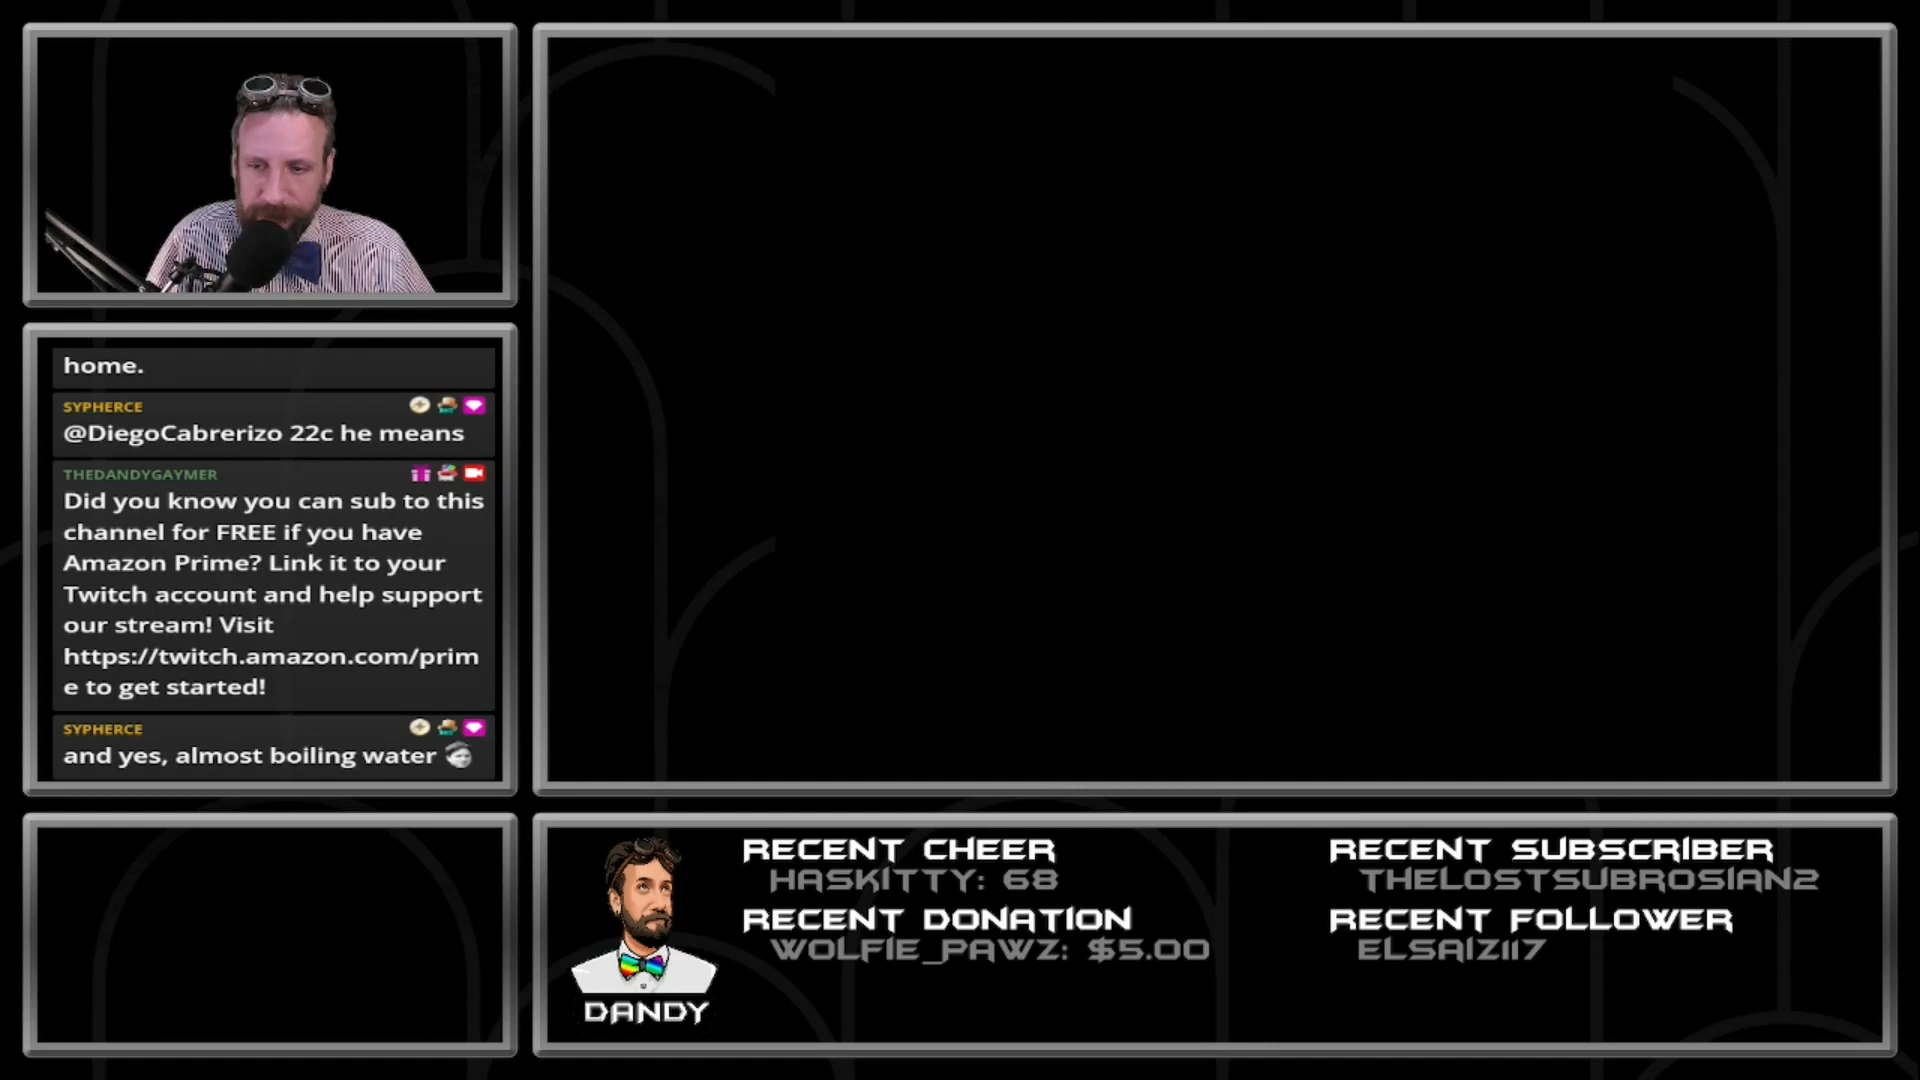 home.
SYPHERCE
@DiegoCabrerizo 22c he means
THEDANDYGAYMER
Did you know you can sub to this
channel for FREE if you have
Amazon Prime? Link it to your
Twitch account and help support
our stream! Visit
https://twitch.amazon.com/prim
e to get started!
SYPHERCE
and yes, almost boiling water
DANDY
RECENT CHEER
HASKITTY: 68
RECENT DONATION
WOLFIE_PAWZ: $5.00
RECENT SUBSCRIBER
THELOSTSUBROSIAN2
RECENT FOLLOWER
ELSAIZ117